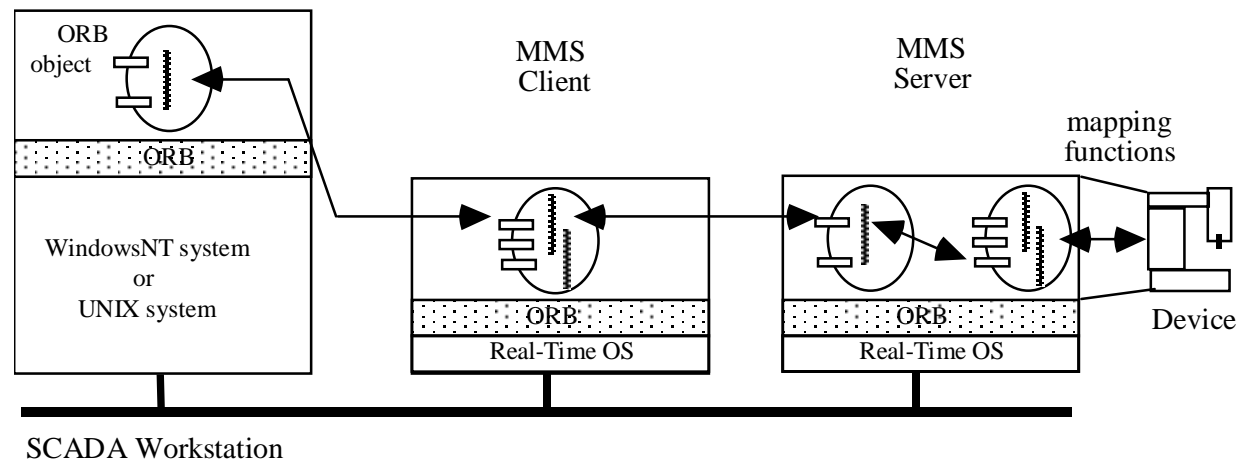 ORB
object
ORB
WindowsNT system
or
UNIX system
MMS
Client
ORB
Real-Time OS
MMS
Server
ORB
Real-Time OS
mapping
functions
Device
SCADA Workstation